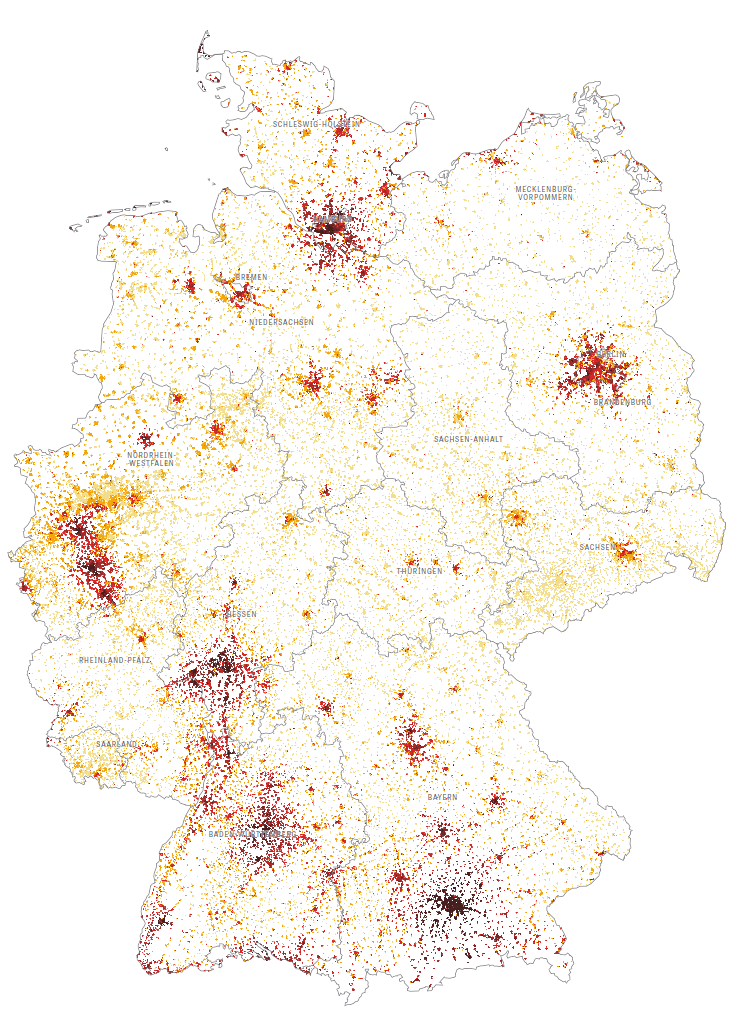 SCHLESWIG-HOLSTEIN
MECKLENBURG-
VORPOMMERN
HAMBURG
BREMEN
NIEDERSACHSEN
BERLIN
BRANDENBURG
SACHSEN-ANHALT
NORDRHEIN-
WESTFALEN
SACHSEN
THÜRINGEN
HESSEN
RHEINLAND-PFALZ
SAARLAND
BAYERN
BADEN-WÜRTTEMBERG